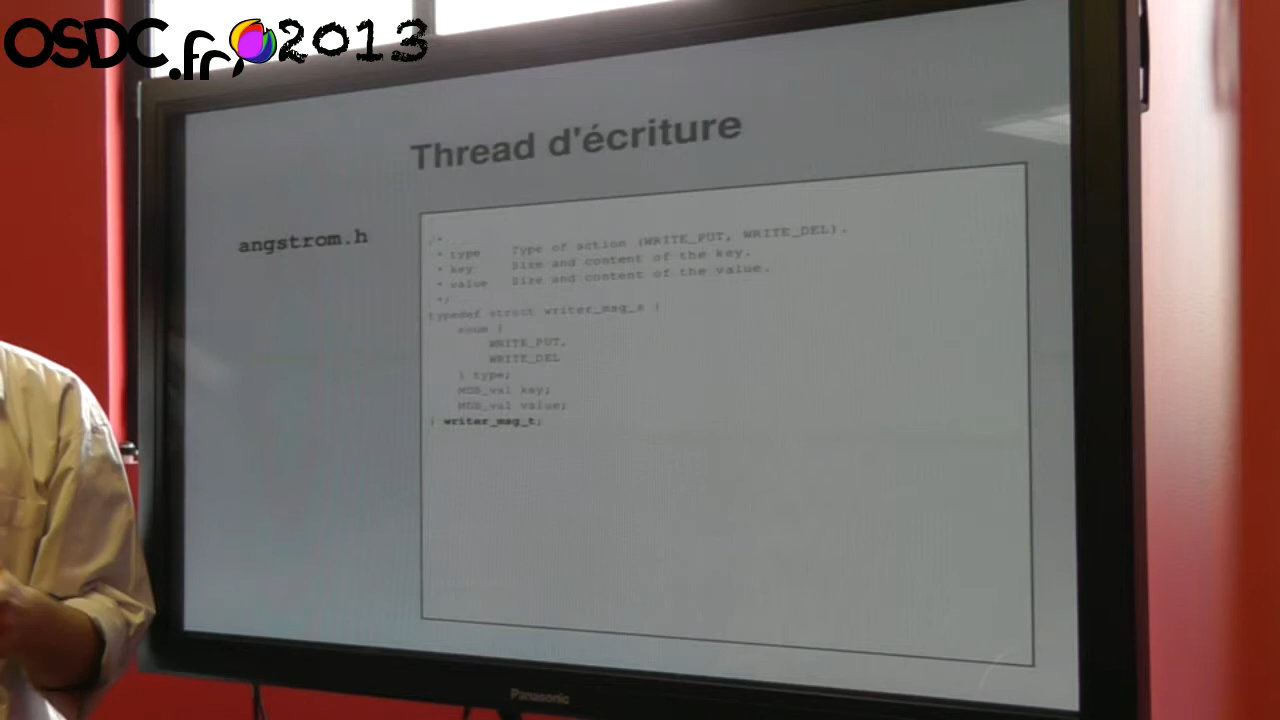 OSDC.fr 2013
Thread d'écriture
angstrom.h
/*
* type Type of action (WRITE_PUT, WRITE_DEL).
* key Size and content of the key.
* value Size and content of the value.
*/
typedef struct writer_msg_s {
enum {
WRITE_PUT,
WRITE_DEL
} type;
MDB_val key;
MDB_val value;
} writer_msg_t;
Panasonic